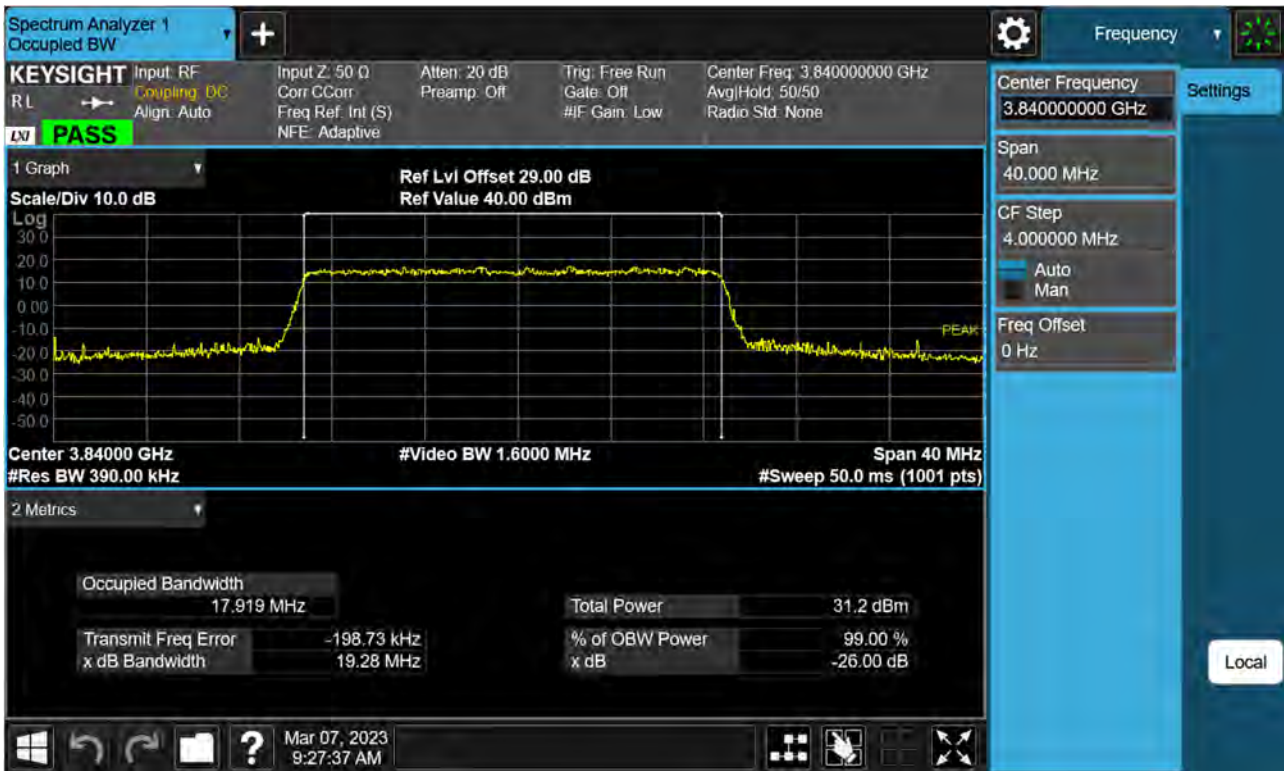 Spectrum Analyzer 1
Occupied BW
+
Frequency
KEYSIGHT
RL
LXI
PASS
Input: RF
Coupling: DC
Align: Auto
Input Z: 50 Ω
Corr CCorr
Freq Ref: Int (S)
NFE: Adaptive
Atten: 20 dB
Preamp: Off
Trig: Free Run
Gate: Off
#IF Gain: Low
Center Freq: 3.840000000 GHz
Avg|Hold: 50/50
Radio Std: None
Center Frequency
3.840000000 GHz
Settings
Span
40.000 MHz
CF Step
4.000000 MHz
Auto
Man
Freq Offset
0 Hz
1 Graph
Scale/Div 10.0 dB
Ref Lvl Offset 29.00 dB
Ref Value 40.00 dBm
Log
30.0
20.0
10.0
0.00
-10.0
-20.0
-30.0
-40.0
-50.0
PEAK
Center 3.84000 GHz
#Video BW 1.6000 MHz
Span 40 MHz
#Res BW 390.00 kHz
#Sweep 50.0 ms (1001 pts)
2 Metrics
Occupied Bandwidth
17.919 MHz
Total Power 31.2 dBm
Transmit Freq Error -198.73 kHz
% of OBW Power 99.00 %
x dB Bandwidth 19.28 MHz
x dB -26.00 dB
Local
?
Mar 07, 2023
9:27:37 AM